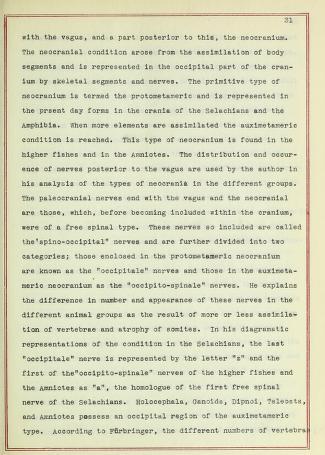 31
with the vagus, and a part posterior to this, the neocranium.
The neocranial condition arose from the assimilation of body
segments and is represented in the occipital part of the cran-
ium by skeletal segments and nerves. The primitive type of
neocranium is termed the protometameric and is represented in
the prsent day forms in the crania of the Selachians and the
Amphibia. When more elements are assimilated the auximetameric
condition is reached. This type of neocranium is found in the
higher fishes and in the Amniotes. The distribution and occur-
ence of nerves posterior to the vagus are used by the author in
his analysis of the types of neocrania in the different groups.
The paleocranial nerves end with the vagus and the neocranial
are those, which, before becoming included within the cranium,
were of a free spinal type. These nerves so included are called
the"spino-occipital" nerves and are further divided into two
categories; those enclosed in the protometameric neocranium
are known as the "occipitale" nerves and those in the auximeta-
meric neocranium as the "occipito-spinale" nerves. He explains
the difference in number and appearance of these nerves in the
different animal groups as the result of more or less assimila-
tion of vertebrae and atrophy of somites. In his diagramatic
representations of the condition in the Selachians, the last
"occipitale" nerve is represented by the letter "z" and the
first of the"occipito-spinale" nerves of the higher fishes and
the Amniotes as "a", the homologue of the first free spinal
nerve of the Selachians. Holocephala, Ganoids, Dipnoi, Teleosts,
and Amniotes possess an occipital region of the auximetameric
type. According to Fürbringer, the different numbers of vertebrae